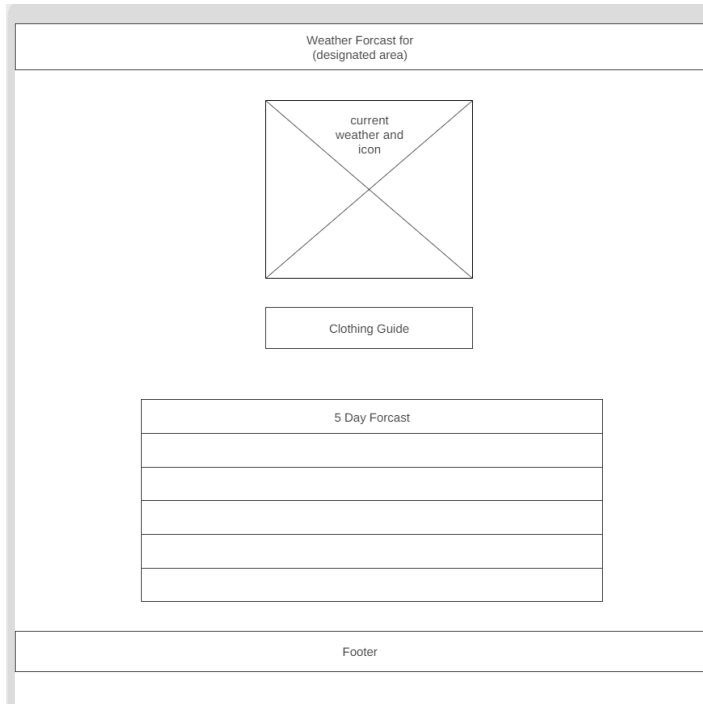 Weather Forcast for
(designated area)
current
weather and
icon
Clothing Guide
5 Day Forcast
Footer